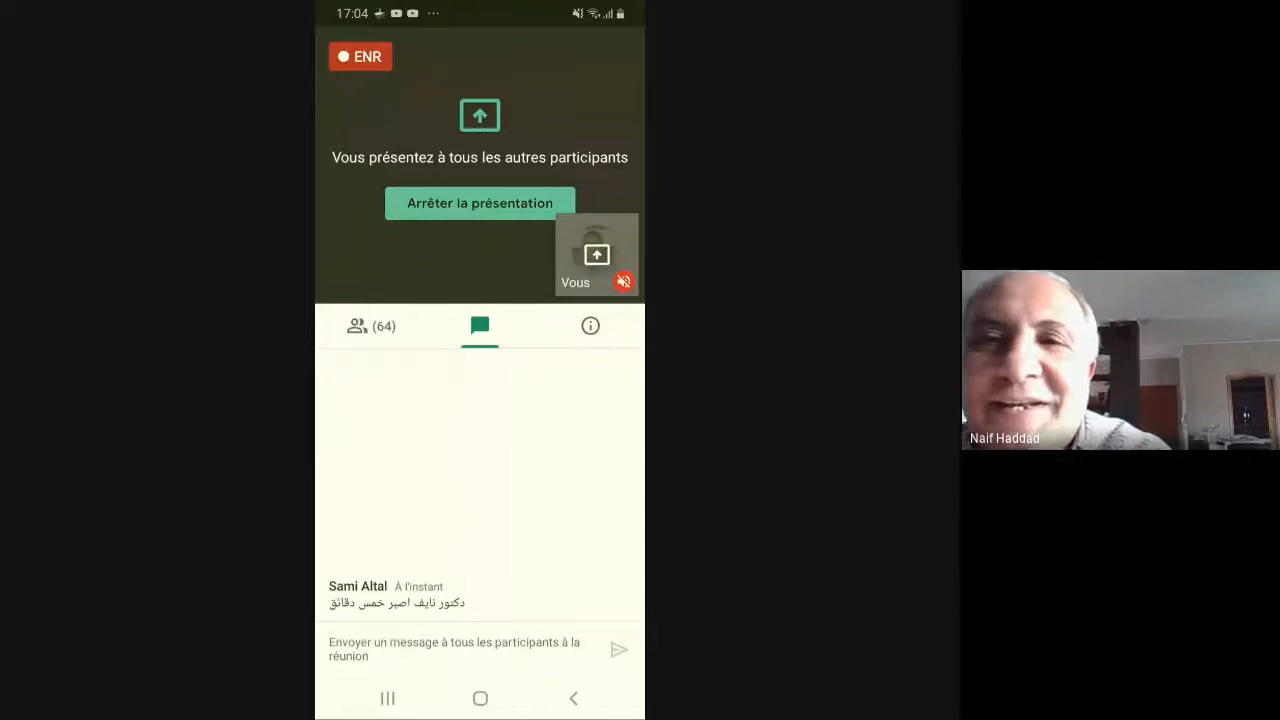 17:04
ENR
Vous présentez à tous les autres participants
Arrêter la présentation
Vous
(64)
Naif Haddad
Sami Altal À l'instant
دكتور نايف اصبر خمس دقائق
Envoyer un message à tous les participants à la
réunion